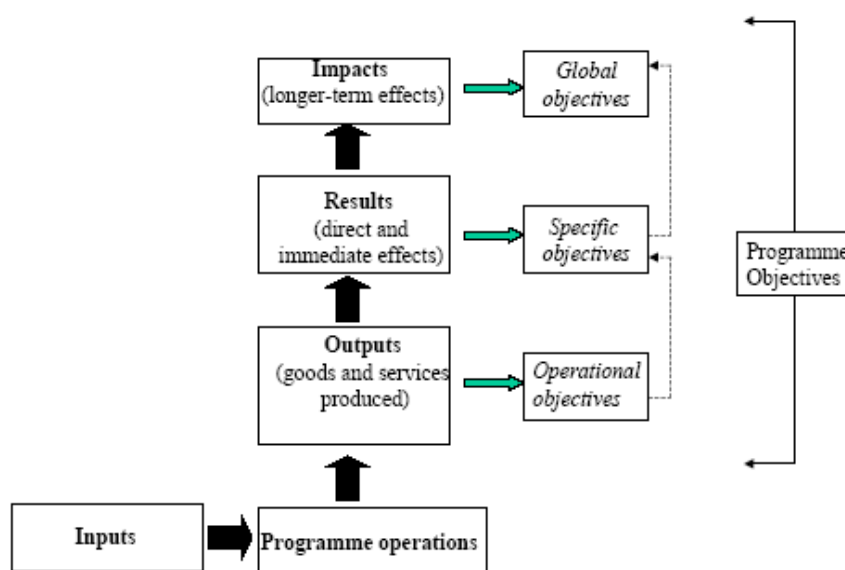 Impacts
(longer-term effects)
Global
objectives
Results
(direct and
immediate effects)
Specific
objectives
Programme
Objectives
Outputs
(goods and services
produced)
Operational
objectives
Inputs
Programme operations